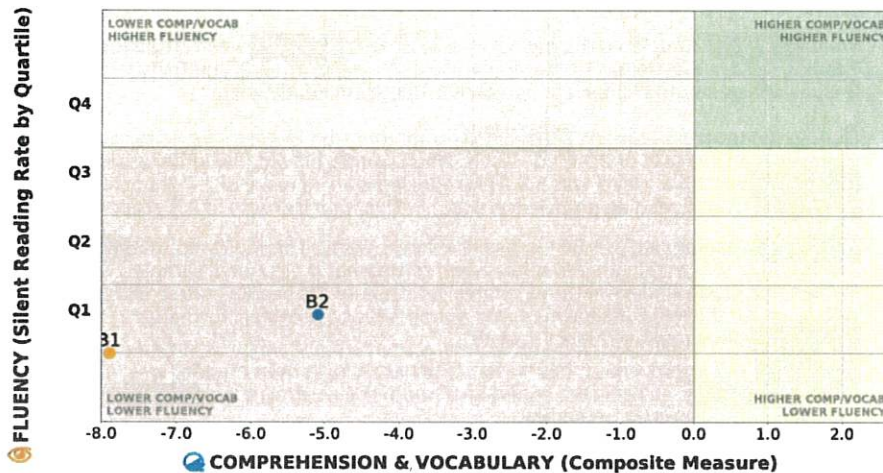 LOWER COMP/VOCAB
HIGHER FLUENCY
HIGHER COMP/VOCAB
HIGHER FLUENCY
FLUENCY (Silent Reading Rate by Quartile)
Q4
Q3
Q2
Q1
B2
31
LOWER COMP/VOCAB
LOWER FLUENCY
HIGHER COMP/VOCAB
LOWER FLUENCY
-8.0 -7.0 -6.0 -5.0 -4.0 -3.0 -2.0 -1.0 0.0 1.0 2.0
COMPREHENSION & VOCABULARY (Composite Measure)